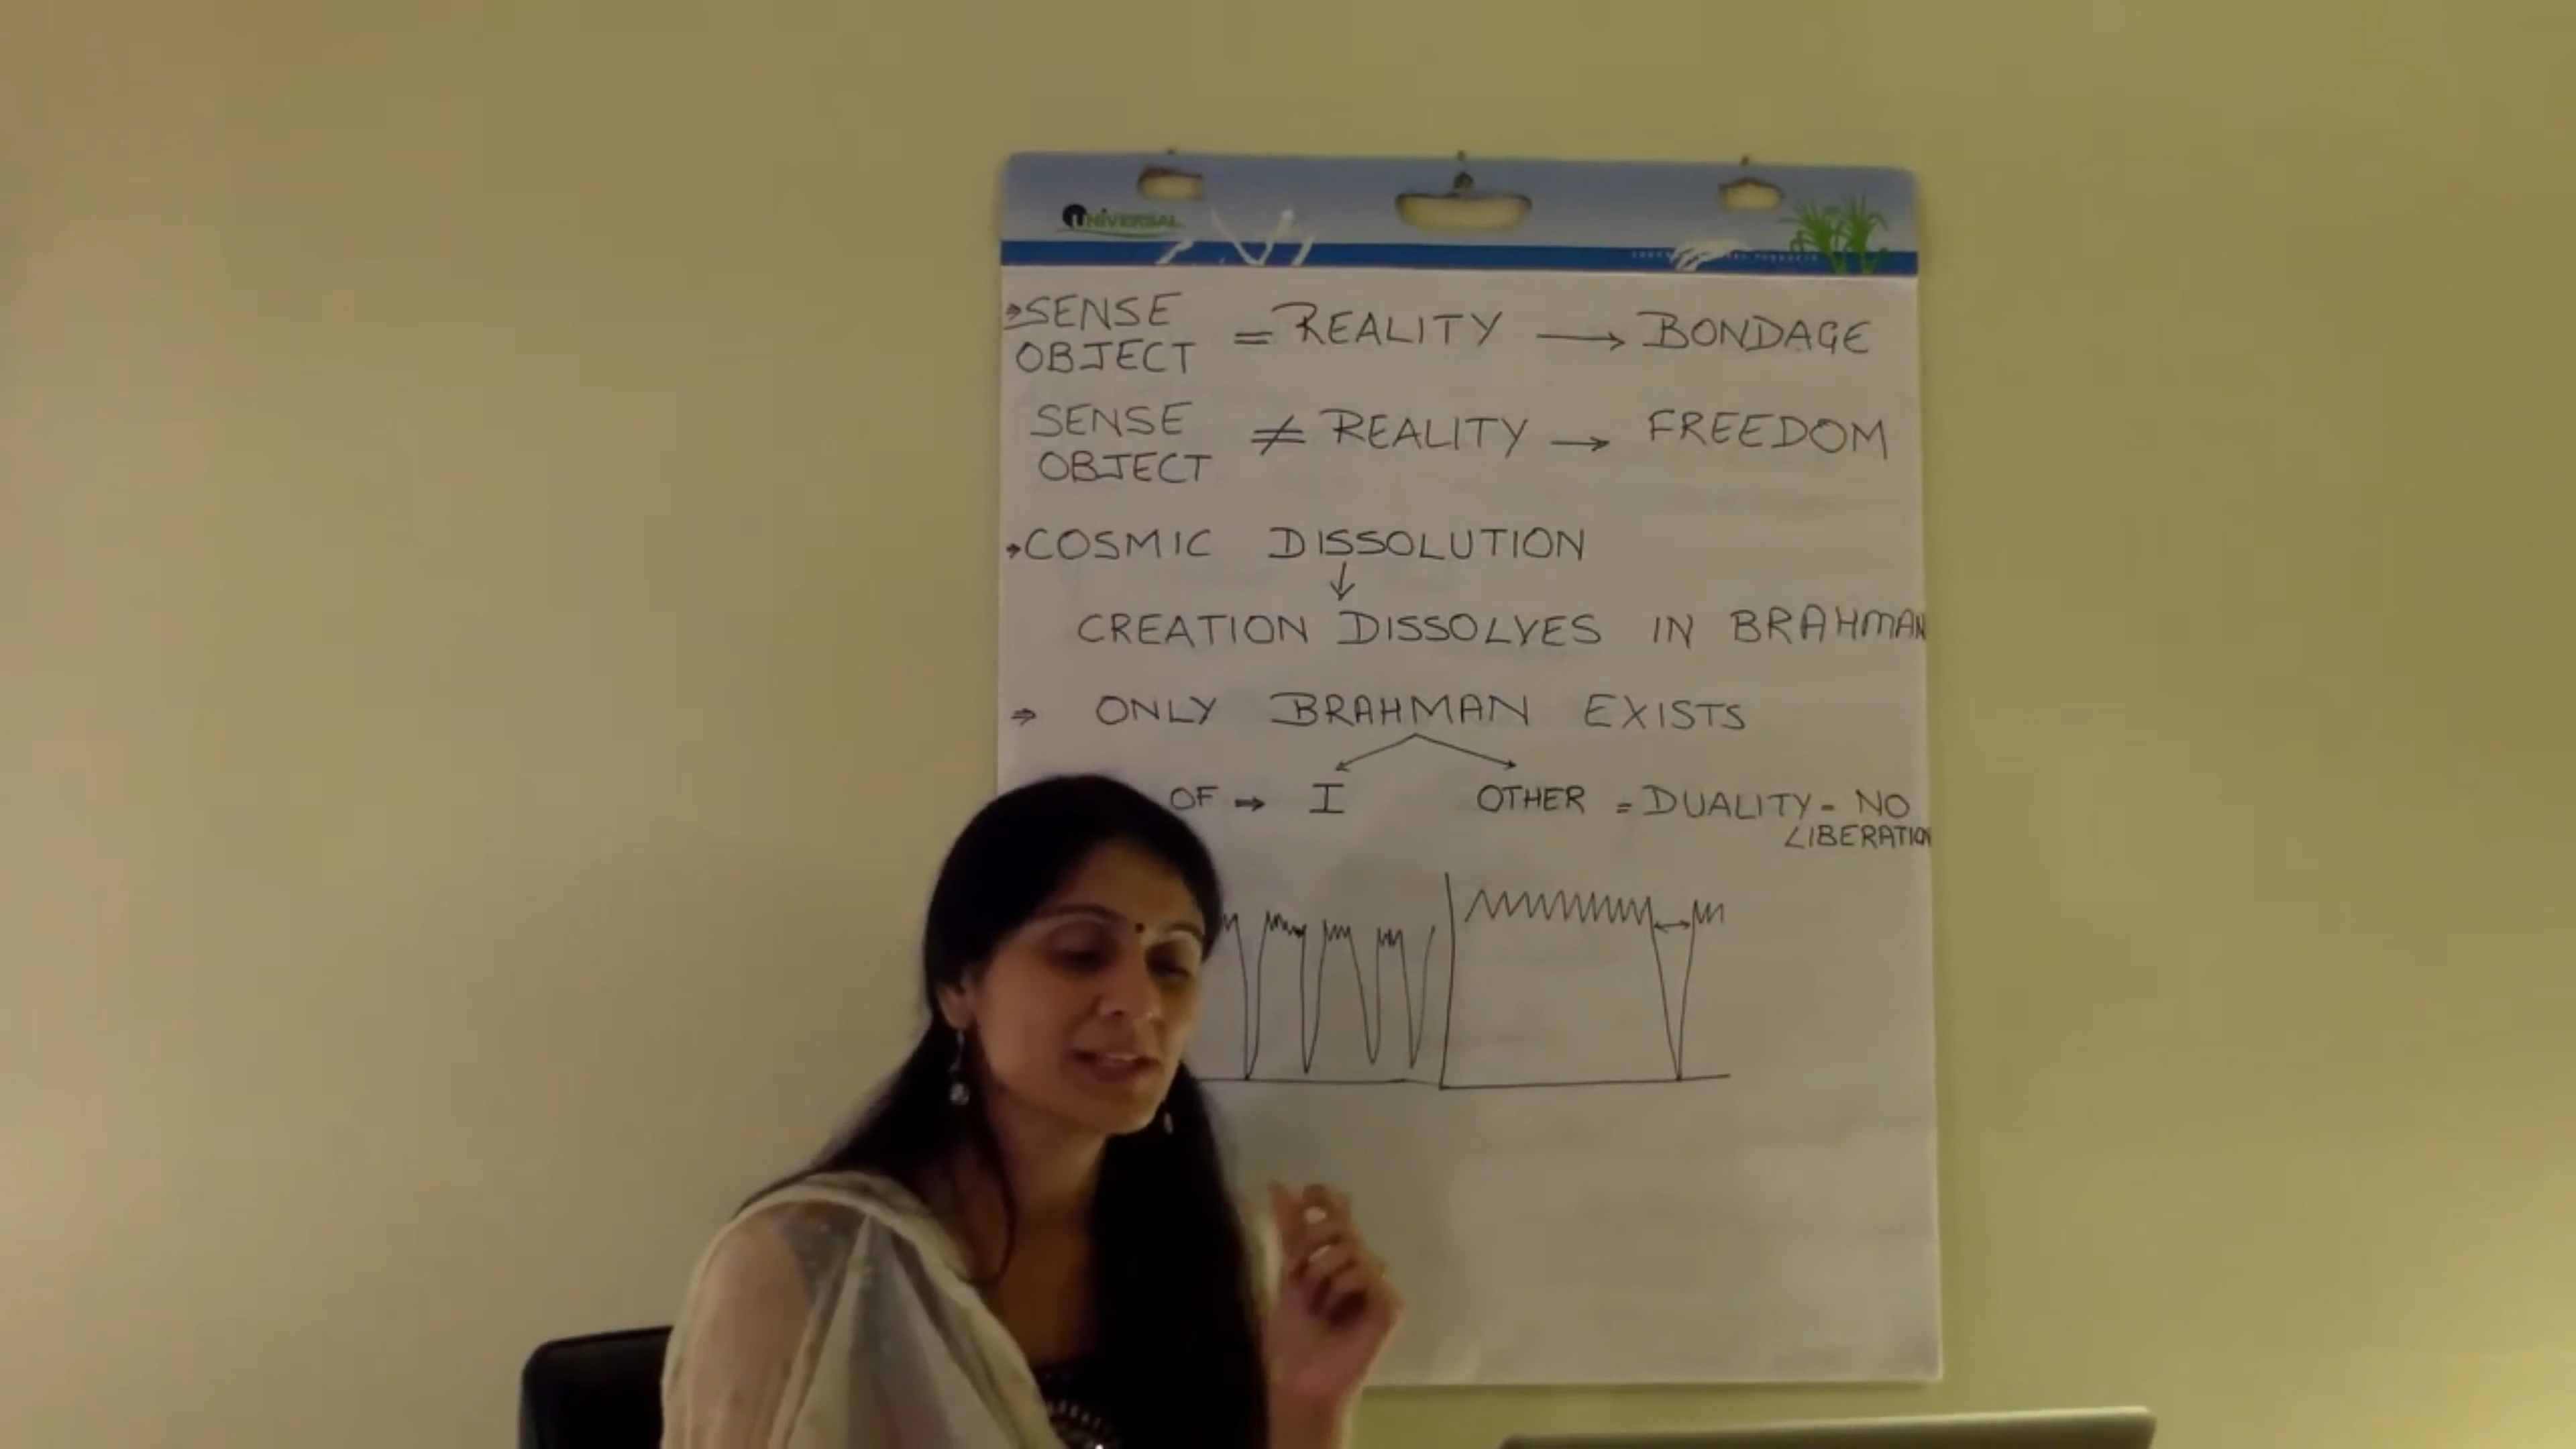 UNIVERSAL
→SENSE OBJECT = REALITY → BONDAGE
SENSE OBJECT ≠ REALITY → FREEDOM
→COSMIC DISSOLUTION
↓
CREATION DISSOLVES IN BRAHMAN
⇒ ONLY BRAHMAN EXISTS
OF → I OTHER = DUALITY - NO LIBERATION